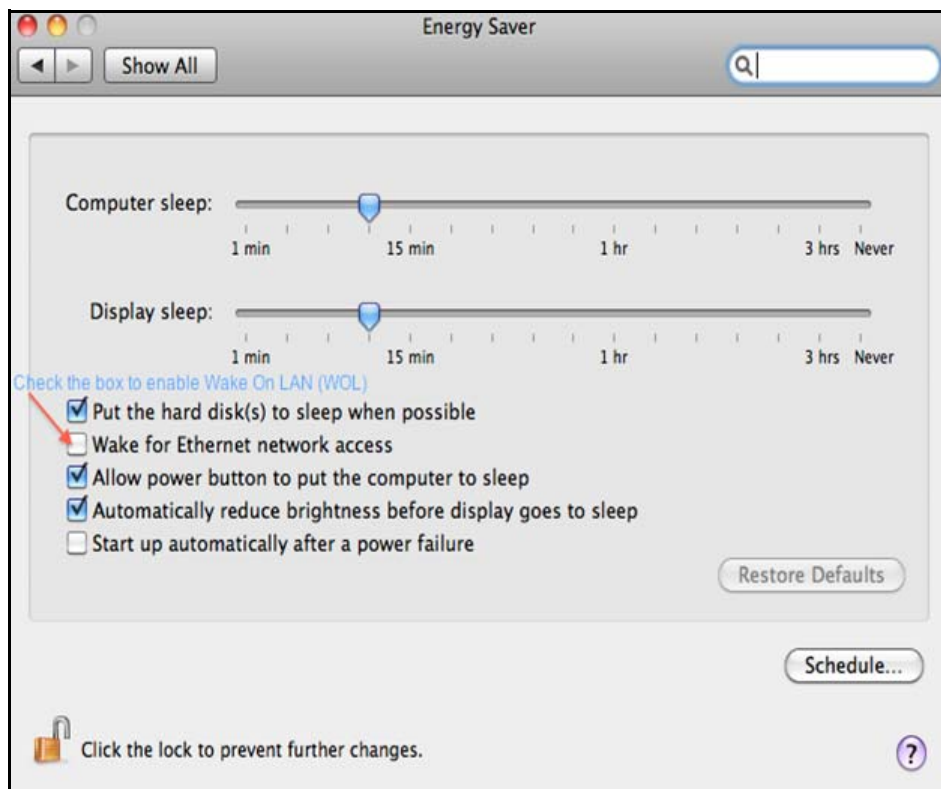 Energy Saver
Show All
Computer sleep:
1 min 15 min 1 hr 3 hrs Never
Display sleep:
1 min 15 min 1 hr 3 hrs Never
Check the box to enable Wake On LAN (WOL)
Put the hard disk(s) to sleep when possible
Wake for Ethernet network access
Allow power button to put the computer to sleep
Automatically reduce brightness before display goes to sleep
Start up automatically after a power failure
Restore Defaults
Schedule...
Click the lock to prevent further changes.
?